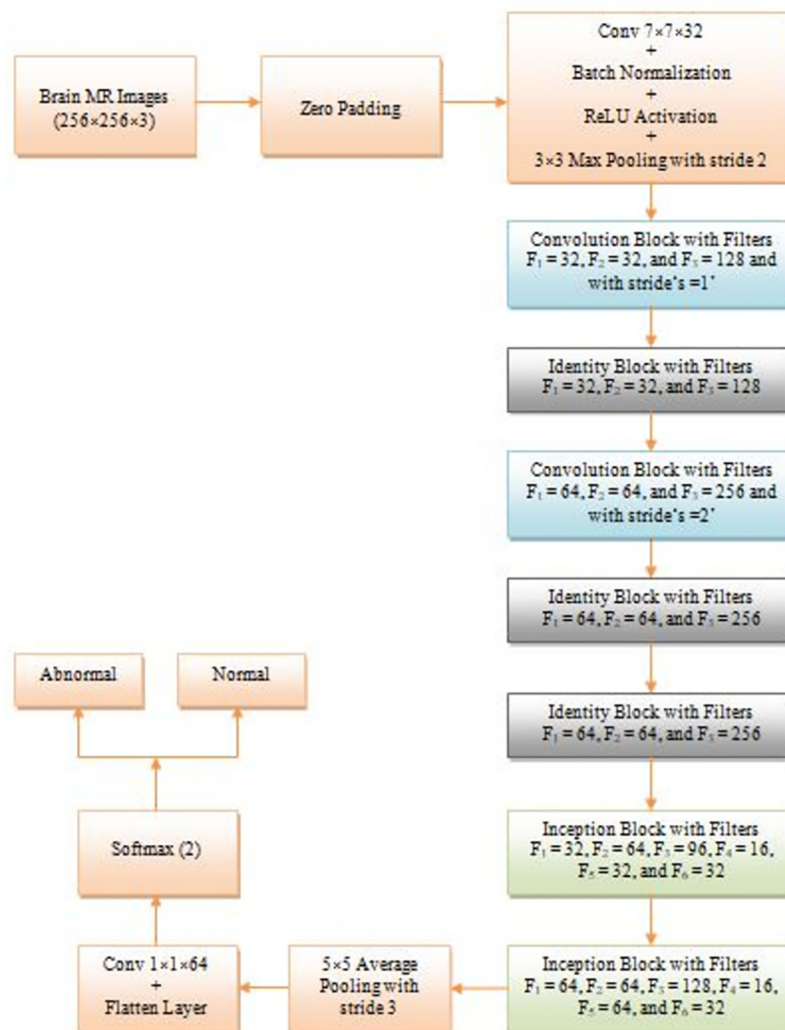 Brain MR Images
(256×256×3)
Zero Padding
Conv 7×7×32
+
Batch Normalization
+
ReLU Activation
+
3×3 Max Pooling with stride 2
Convolution Block with Filters
F₁ = 32, F₂ = 32, and F₃ = 128 and
with stride‘s =1’
Identity Block with Filters
F₁ = 32, F₂ = 32, and F₃ = 128
Convolution Block with Filters
F₁ = 64, F₂ = 64, and F₃ = 256 and
with stride‘s =2’
Identity Block with Filters
F₁ = 64, F₂ = 64, and F₃ = 256
Identity Block with Filters
F₁ = 64, F₂ = 64, and F₃ = 256
Inception Block with Filters
F₁ = 32, F₂ = 64, F₃ = 96, F₄ = 16,
F₅ = 32, and F₆ = 32
Inception Block with Filters
F₁ = 64, F₂ = 64, F₃ = 128, F₄ = 16,
F₅ = 64, and F₆ = 32
5×5 Average
Pooling with
stride 3
Conv 1×1×64
+
Flatten Layer
Softmax (2)
Abnormal
Normal